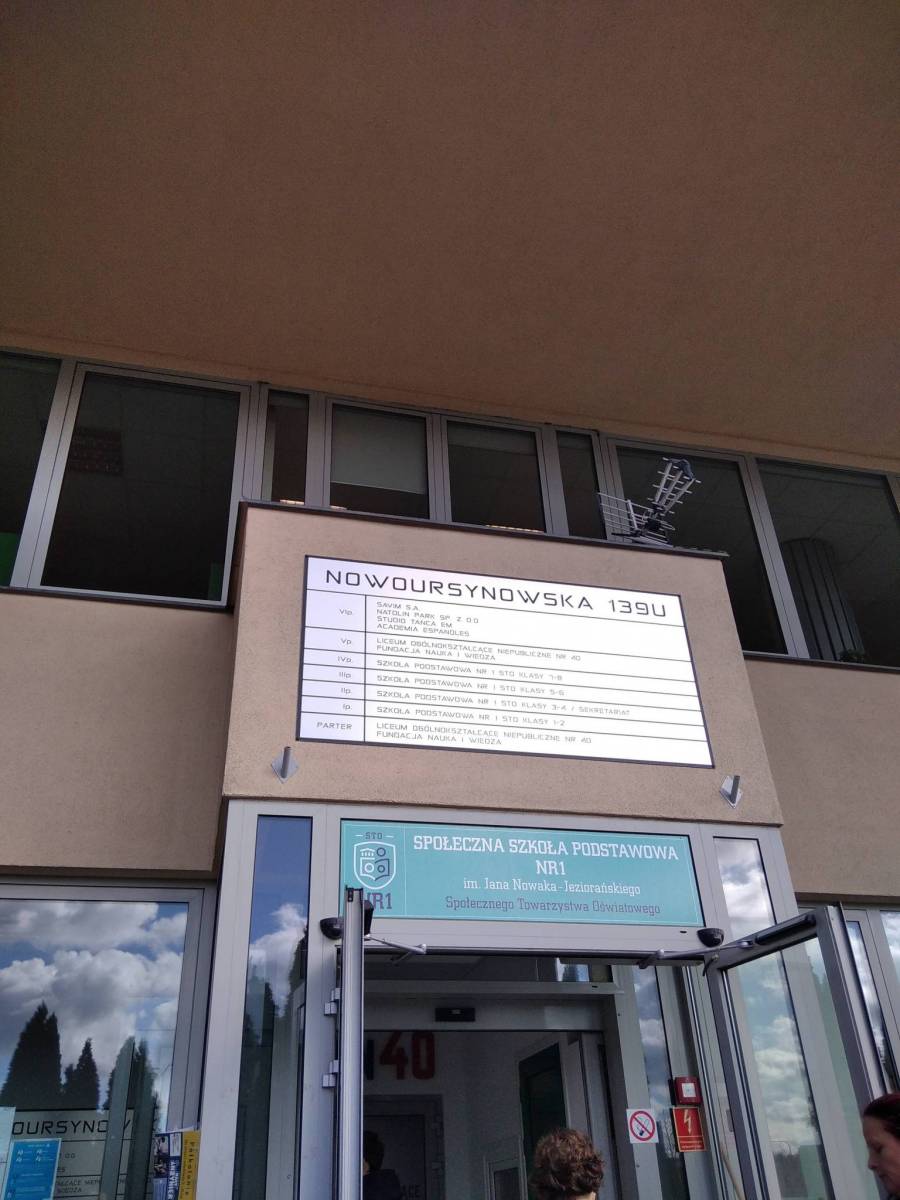 NOWOURSYNOWSKA 139U
VIp.
SAVIM S.A.
NATOLIN PARK SP. Z O.O
STUDIO TAŃCA EM
ACADEMIA ESPANOLES
Vp.
LICEUM OGÓLNOKSZTAŁCĄCE NIEPUBLICZNE NR 40
FUNDACJA NAUKA I WIEDZA
IVp.
SZKOŁA PODSTAWOWA NR 1 STO KLASY 7-8
IIIp.
SZKOŁA PODSTAWOWA NR 1 STO KLASY 5-6
IIp.
SZKOŁA PODSTAWOWA NR 1 STO KLASY 3-4 / SEKRETARIAT
Ip.
SZKOŁA PODSTAWOWA NR 1 STO KLASY 1-2
PARTER
LICEUM OGÓLNOKSZTAŁCĄCE NIEPUBLICZNE NR 40
FUNDACJA NAUKA I WIEDZA
STO
NR1
SPOŁECZNA SZKOŁA PODSTAWOWA
NR1
im. Jana Nowaka-Jeziorańskiego
Społecznego Towarzystwa Oświatowego
40
OURSYNOW